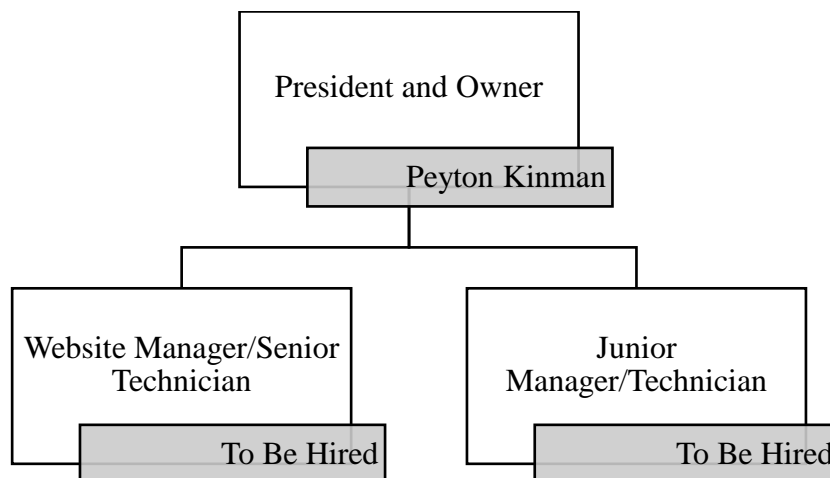 President and Owner
Peyton Kinman
Website Manager/Senior
Technician
To Be Hired
Junior
Manager/Technician
To Be Hired